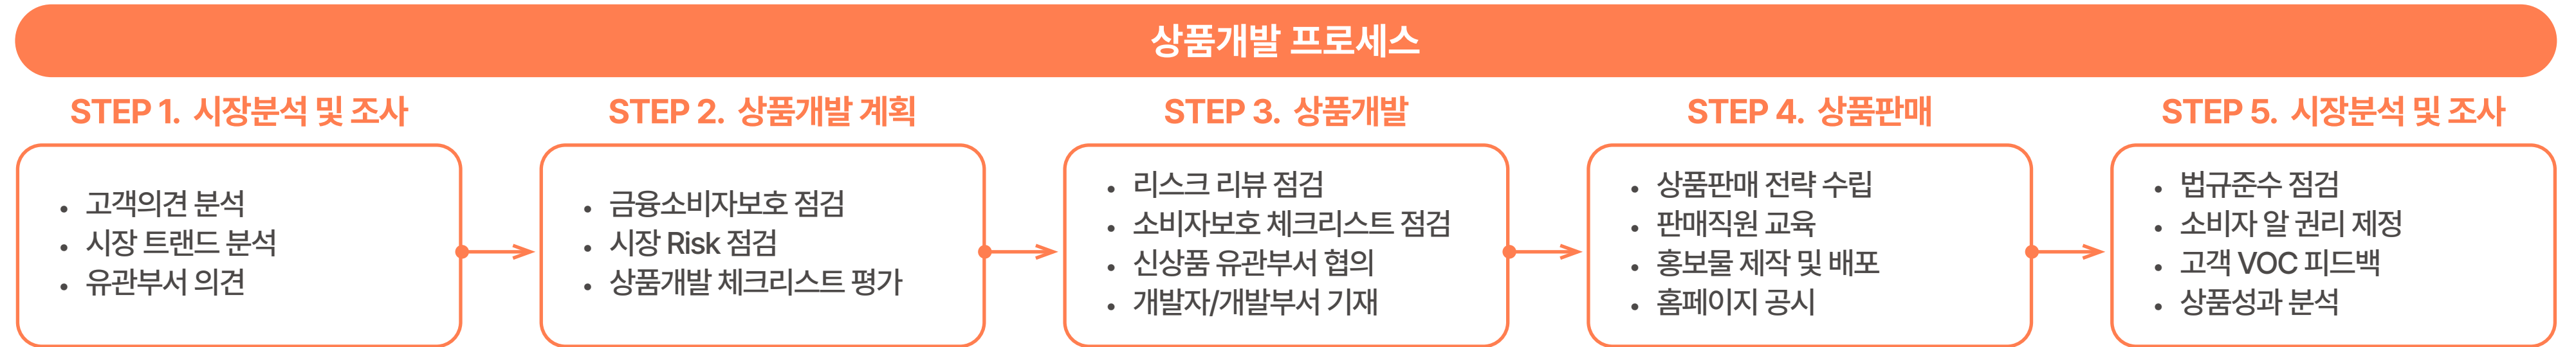 상품개발 프로세스
STEP 1. 시장분석 및 조사
• 고객의견 분석
• 시장 트랜드 분석
• 유관부서 의견
STEP 2. 상품개발 계획
• 금융소비자보호 점검
• 시장 Risk 점검
• 상품개발 체크리스트 평가
STEP 3. 상품개발
• 리스크 리뷰 점검
• 소비자보호 체크리스트 점검
• 신상품 유관부서 협의
• 개발자/개발부서 기재
STEP 4. 상품판매
• 상품판매 전략 수립
• 판매직원 교육
• 홍보물 제작 및 배포
• 홈페이지 공시
STEP 5. 시장분석 및 조사
• 법규준수 점검
• 소비자 알 권리 제정
• 고객 VOC 피드백
• 상품성과 분석